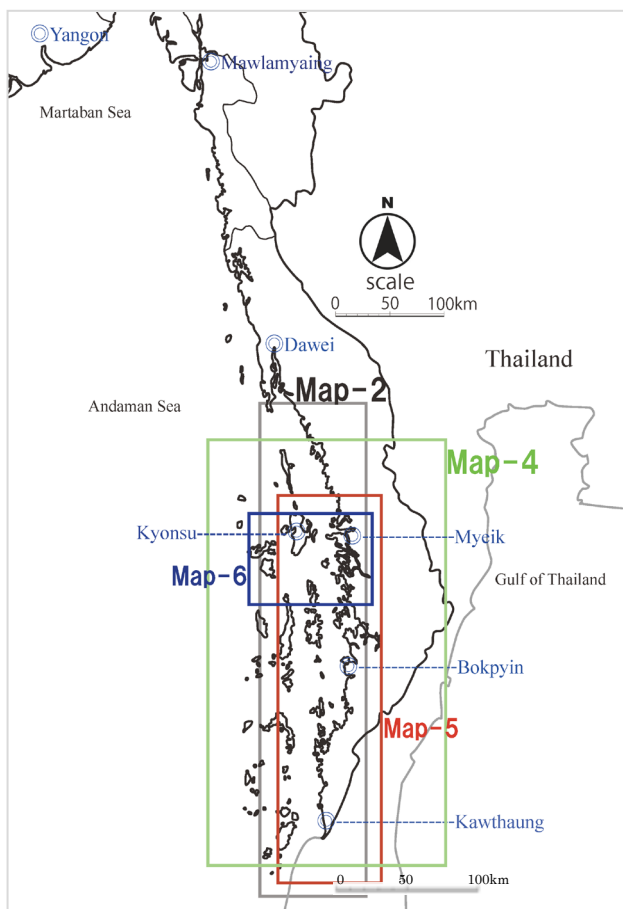 Yangon
Mawlamyaing
Martaban Sea
N
scale
0 50 100km
Dawei
Thailand
Map-2
Andaman Sea
Map-4
Kyonsu
Myeik
Map-6
Gulf of Thailand
Bokpyin
Map-5
Kawthaung
0 50 100km